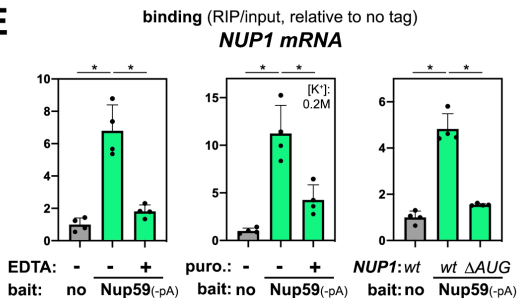 E
binding (RIP/input, relative to no tag)
NUP1 mRNA
* * * * * *
10 8 6 4 2 0
15 10 5 0
[K⁺]:
0.2M
6 4 2 0
EDTA: - - +
bait: no Nup59(-pA)
puro.: - - +
bait: no Nup59(-pA)
NUP1: wt wt ΔAUG
bait: no Nup59(-pA)